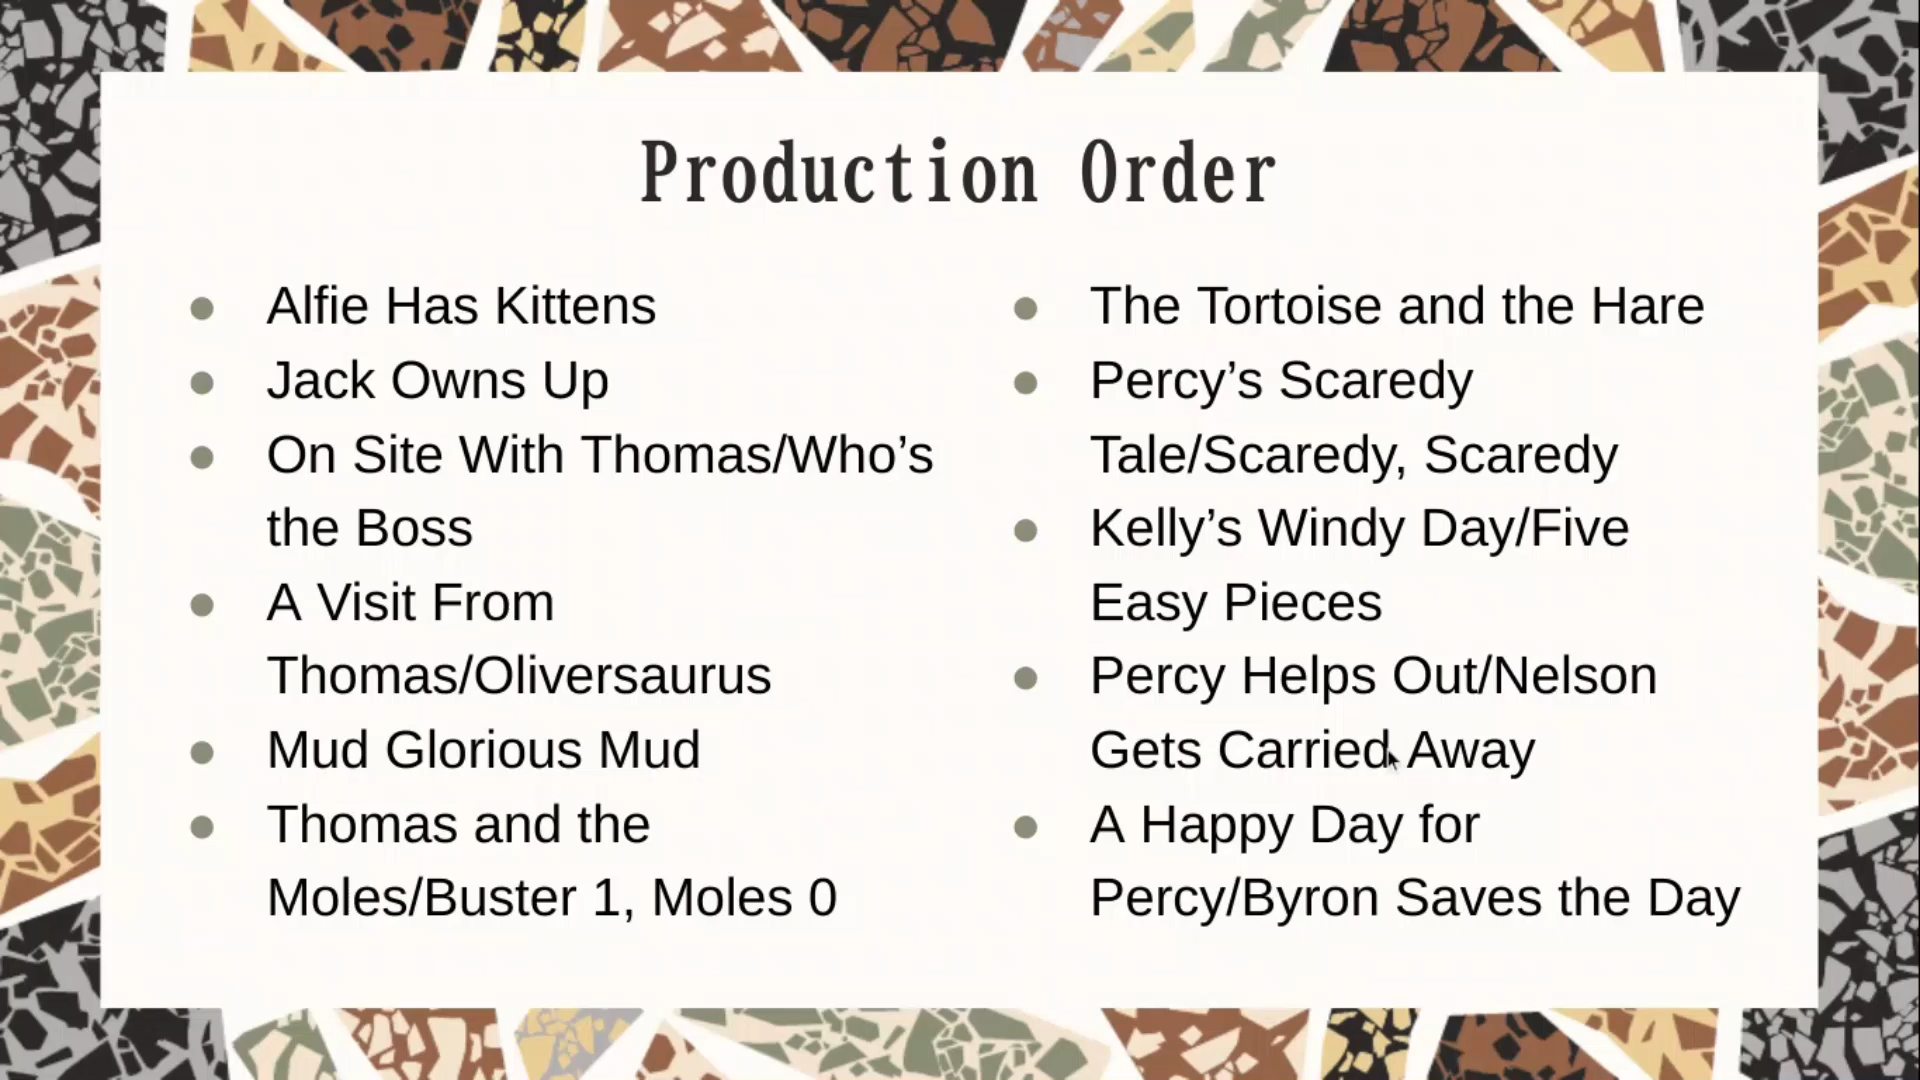 Production Order
Alfie Has Kittens
Jack Owns Up
On Site With Thomas/Who’s
the Boss
A Visit From
Thomas/Oliversaurus
Mud Glorious Mud
Thomas and the
Moles/Buster 1, Moles 0
The Tortoise and the Hare
Percy’s Scaredy
Tale/Scaredy, Scaredy
Kelly’s Windy Day/Five
Easy Pieces
Percy Helps Out/Nelson
Gets Carried Away
A Happy Day for
Percy/Byron Saves the Day